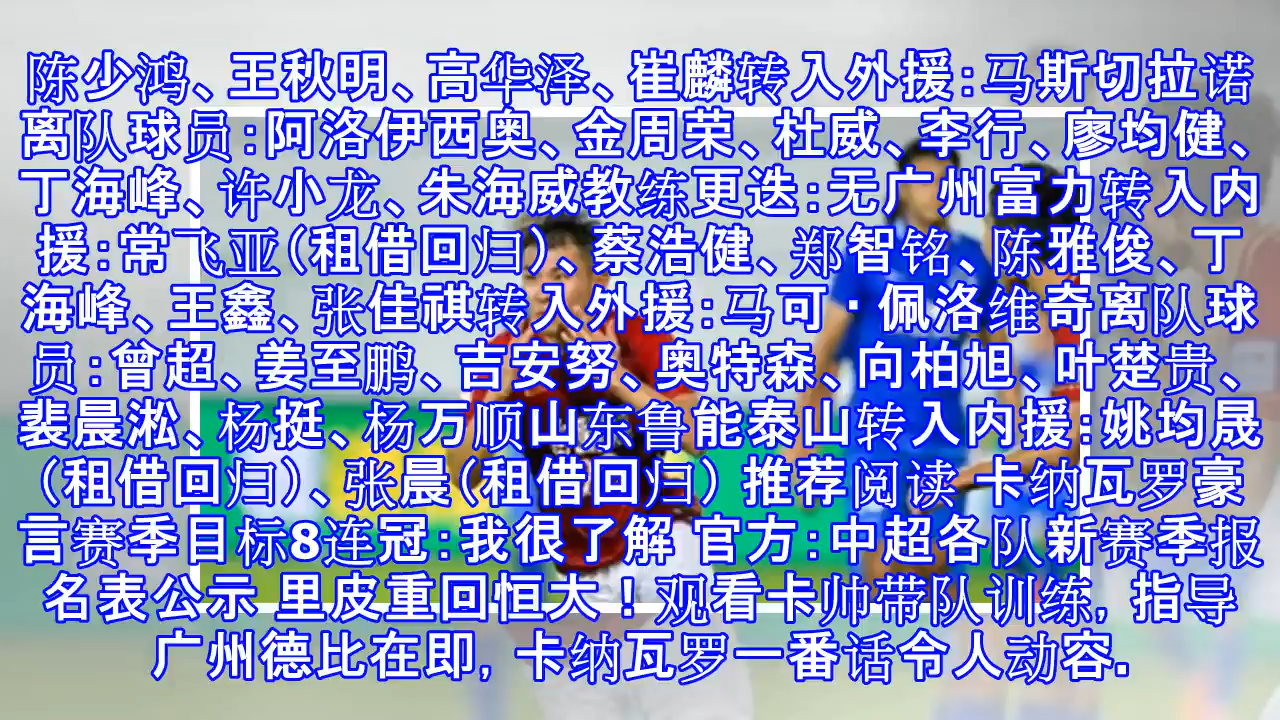 陈少鸿、王秋明、高华泽、崔麟转入外援:马斯切拉诺
离队球员:阿洛伊西奥、金周荣、杜威、李行、廖均健、
丁海峰、许小龙、朱海威教练更迭:无广州富力转入内
援:常飞亚(租借回归)、蔡浩健、郑智铭、陈雅俊、丁
海峰、王鑫、张佳祺转入外援:马可·佩洛维奇离队球
员:曾超、姜至鹏、吉安努、奥特森、向柏旭、叶楚贵、
裴晨淞、杨挺、杨万顺山东鲁能泰山转入内援:姚均晟
(租借回归)、张晨(租借回归) 推荐阅读 卡纳瓦罗豪
言赛季目标8连冠:我很了解 官方:中超各队新赛季报
名表公示 里皮重回恒大!观看卡帅带队训练, 指导
广州德比在即, 卡纳瓦罗一番话令人动容.